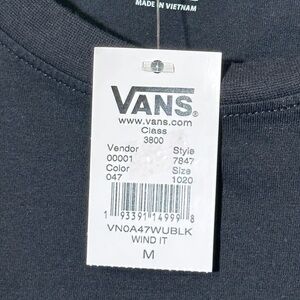 MADE IN VIETNAM
VANS
www.vans.com
Class
3800
Vendor Style
00001 7847
Color Size
047 1020
1 93391 14999 8
VN0A47WUBLK
WIND IT
M